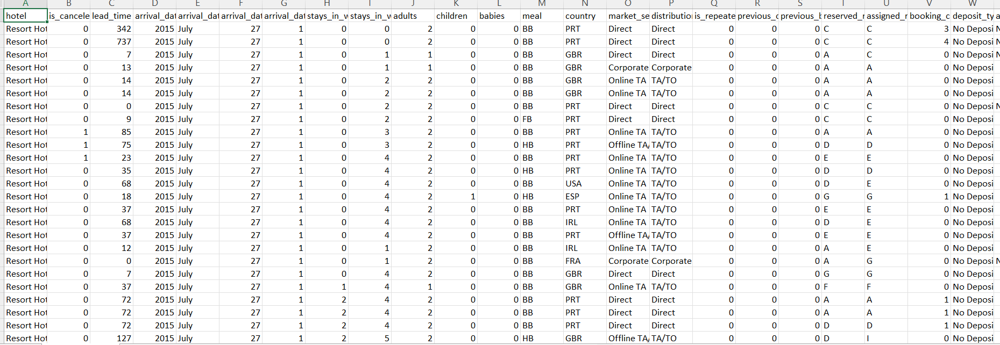 A B C D E F G H I J K L M N O P Q R S T U V W
hotel is_cancele lead_time arrival_dat arrival_dat arrival_dat arrival_dat stays_in_w stays_in_w adults children babies meal country market_se distribution is_repeate previous_c previous_b reserved_r assigned_r booking_c deposit_ty a
Resort Hot 0 342 2015 July 27 1 0 0 2 0 0 BB PRT Direct Direct 0 0 0 C C 3 No Deposi N
Resort Hot 0 737 2015 July 27 1 0 0 2 0 0 BB PRT Direct Direct 0 0 0 C C 4 No Deposi N
Resort Hot 0 7 2015 July 27 1 0 1 1 0 0 BB GBR Direct Direct 0 0 0 A C 0 No Deposi N
Resort Hot 0 13 2015 July 27 1 0 1 1 0 0 BB GBR Corporate Corporate 0 0 0 A A 0 No Deposi
Resort Hot 0 14 2015 July 27 1 0 2 2 0 0 BB GBR Online TA TA/TO 0 0 0 A A 0 No Deposi
Resort Hot 0 14 2015 July 27 1 0 2 2 0 0 BB GBR Online TA TA/TO 0 0 0 A A 0 No Deposi
Resort Hot 0 0 2015 July 27 1 0 2 2 0 0 BB PRT Direct Direct 0 0 0 C C 0 No Deposi N
Resort Hot 0 9 2015 July 27 1 0 2 2 0 0 FB PRT Direct Direct 0 0 0 C C 0 No Deposi
Resort Hot 1 85 2015 July 27 1 0 3 2 0 0 BB PRT Online TA TA/TO 0 0 0 A A 0 No Deposi
Resort Hot 1 75 2015 July 27 1 0 3 2 0 0 HB PRT Offline TA/ TA/TO 0 0 0 D D 0 No Deposi
Resort Hot 1 23 2015 July 27 1 0 4 2 0 0 BB PRT Online TA TA/TO 0 0 0 E E 0 No Deposi
Resort Hot 0 35 2015 July 27 1 0 4 2 0 0 HB PRT Online TA TA/TO 0 0 0 D D 0 No Deposi
Resort Hot 0 68 2015 July 27 1 0 4 2 0 0 BB USA Online TA TA/TO 0 0 0 D E 0 No Deposi
Resort Hot 0 18 2015 July 27 1 0 4 2 1 0 HB ESP Online TA TA/TO 0 0 0 G G 1 No Deposi
Resort Hot 0 37 2015 July 27 1 0 4 2 0 0 BB PRT Online TA TA/TO 0 0 0 E E 0 No Deposi
Resort Hot 0 68 2015 July 27 1 0 4 2 0 0 BB IRL Online TA TA/TO 0 0 0 D E 0 No Deposi
Resort Hot 0 37 2015 July 27 1 0 4 2 0 0 BB PRT Offline TA/ TA/TO 0 0 0 E E 0 No Deposi
Resort Hot 0 12 2015 July 27 1 0 1 2 0 0 BB IRL Online TA TA/TO 0 0 0 A E 0 No Deposi
Resort Hot 0 0 2015 July 27 1 0 1 2 0 0 BB FRA Corporate Corporate 0 0 0 A G 0 No Deposi N
Resort Hot 0 7 2015 July 27 1 0 4 2 0 0 BB GBR Direct Direct 0 0 0 G G 0 No Deposi
Resort Hot 0 37 2015 July 27 1 1 4 1 0 0 BB GBR Online TA TA/TO 0 0 0 F F 0 No Deposi
Resort Hot 0 72 2015 July 27 1 2 4 2 0 0 BB PRT Direct Direct 0 0 0 A A 1 No Deposi
Resort Hot 0 72 2015 July 27 1 2 4 2 0 0 BB PRT Direct Direct 0 0 0 A A 1 No Deposi
Resort Hot 0 72 2015 July 27 1 2 4 2 0 0 BB PRT Direct Direct 0 0 0 D D 1 No Deposi
Resort Hot 0 127 2015 July 27 1 2 5 2 0 0 HB GBR Offline TA/ TA/TO 0 0 0 D I 0 No Deposi